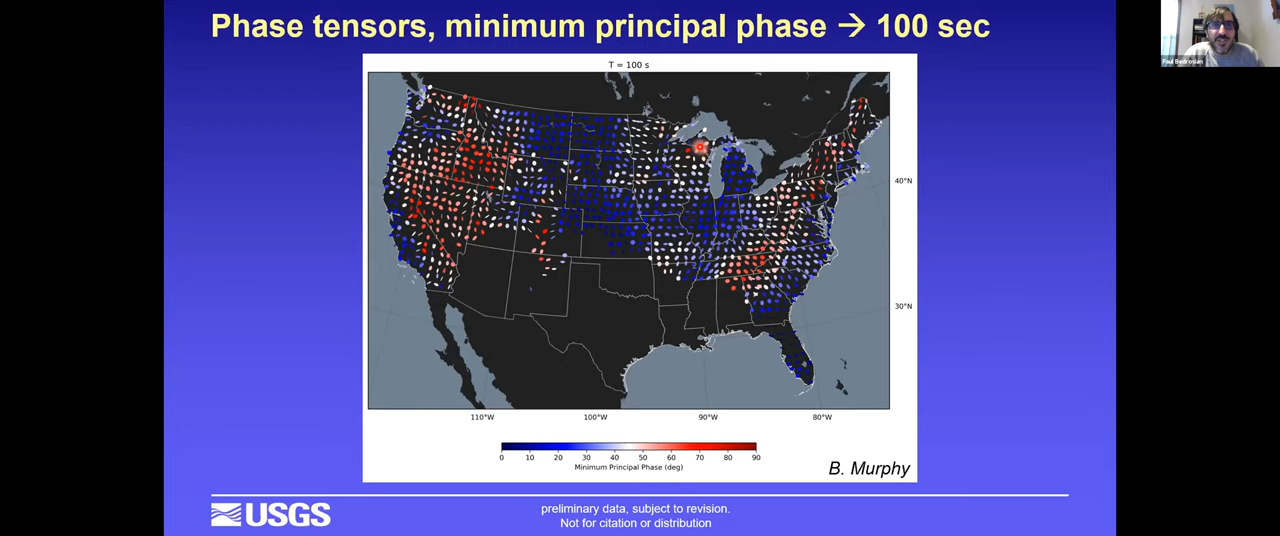 Phase tensors, minimum principal phase → 100 sec
Paul Bedrosian
T = 100 s
40°N
30°N
110°W 100°W 90°W 80°W
0 10 20 30 40 50 60 70 80 90
Minimum Principal Phase (deg)
B. Murphy
USGS
preliminary data, subject to revision.
Not for citation or distribution